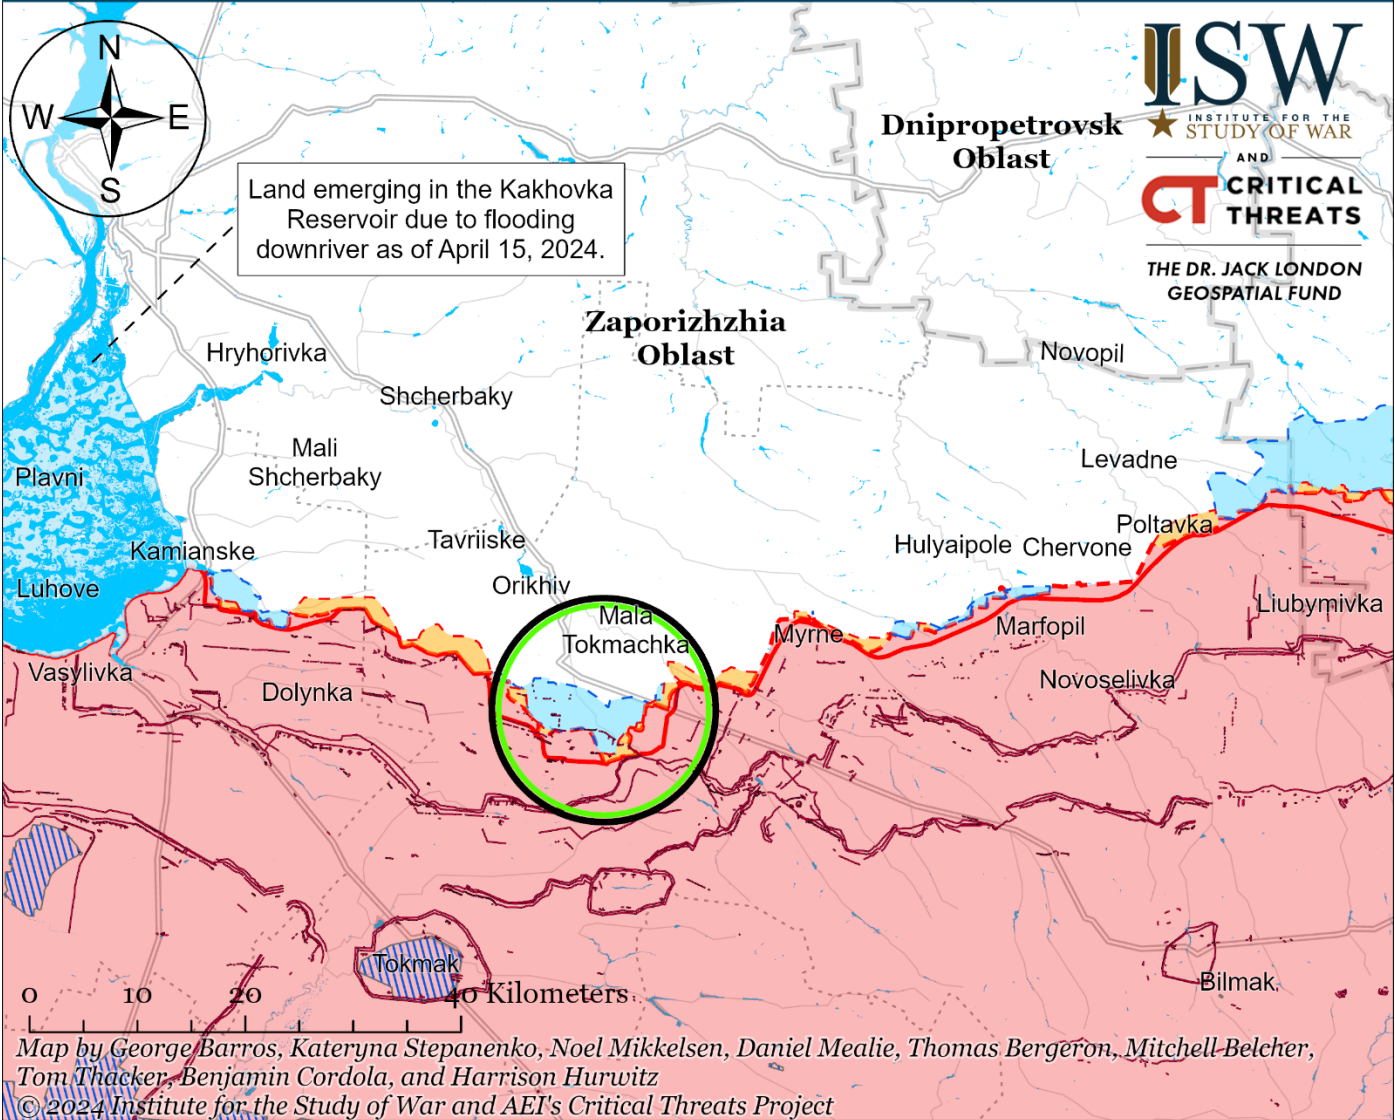 N
W
E
S
ISW
INSTITUTE FOR THE
STUDY OF WAR
AND
CT CRITICAL
THREATS
THE DR. JACK LONDON
GEOSPATIAL FUND
Dnipropetrovsk
Oblast
Land emerging in the Kakhovka
Reservoir due to flooding
downriver as of April 15, 2024.
Zaporizhzhia
Oblast
Hryhorivka
Novopil
Shcherbaky
Mali
Shcherbaky
Levadne
Plavni
Poltavka
Tavriiske
Hulyaipole
Chervone
Kamianske
Orikhiv
Luhove
Liubymivka
Mala
Tokmachka
Myrne
Marfopil
Vasylivka
Dolynka
Novoselivka
Tokmak
Bilmak
0 10 20 40 Kilometers
Map by George Barros, Kateryna Stepanenko, Noel Mikkelsen, Daniel Mealie, Thomas Bergeron, Mitchell Belcher,
Tom Thacker, Benjamin Cordola, and Harrison Hurwitz
© 2024 Institute for the Study of War and AEI's Critical Threats Project